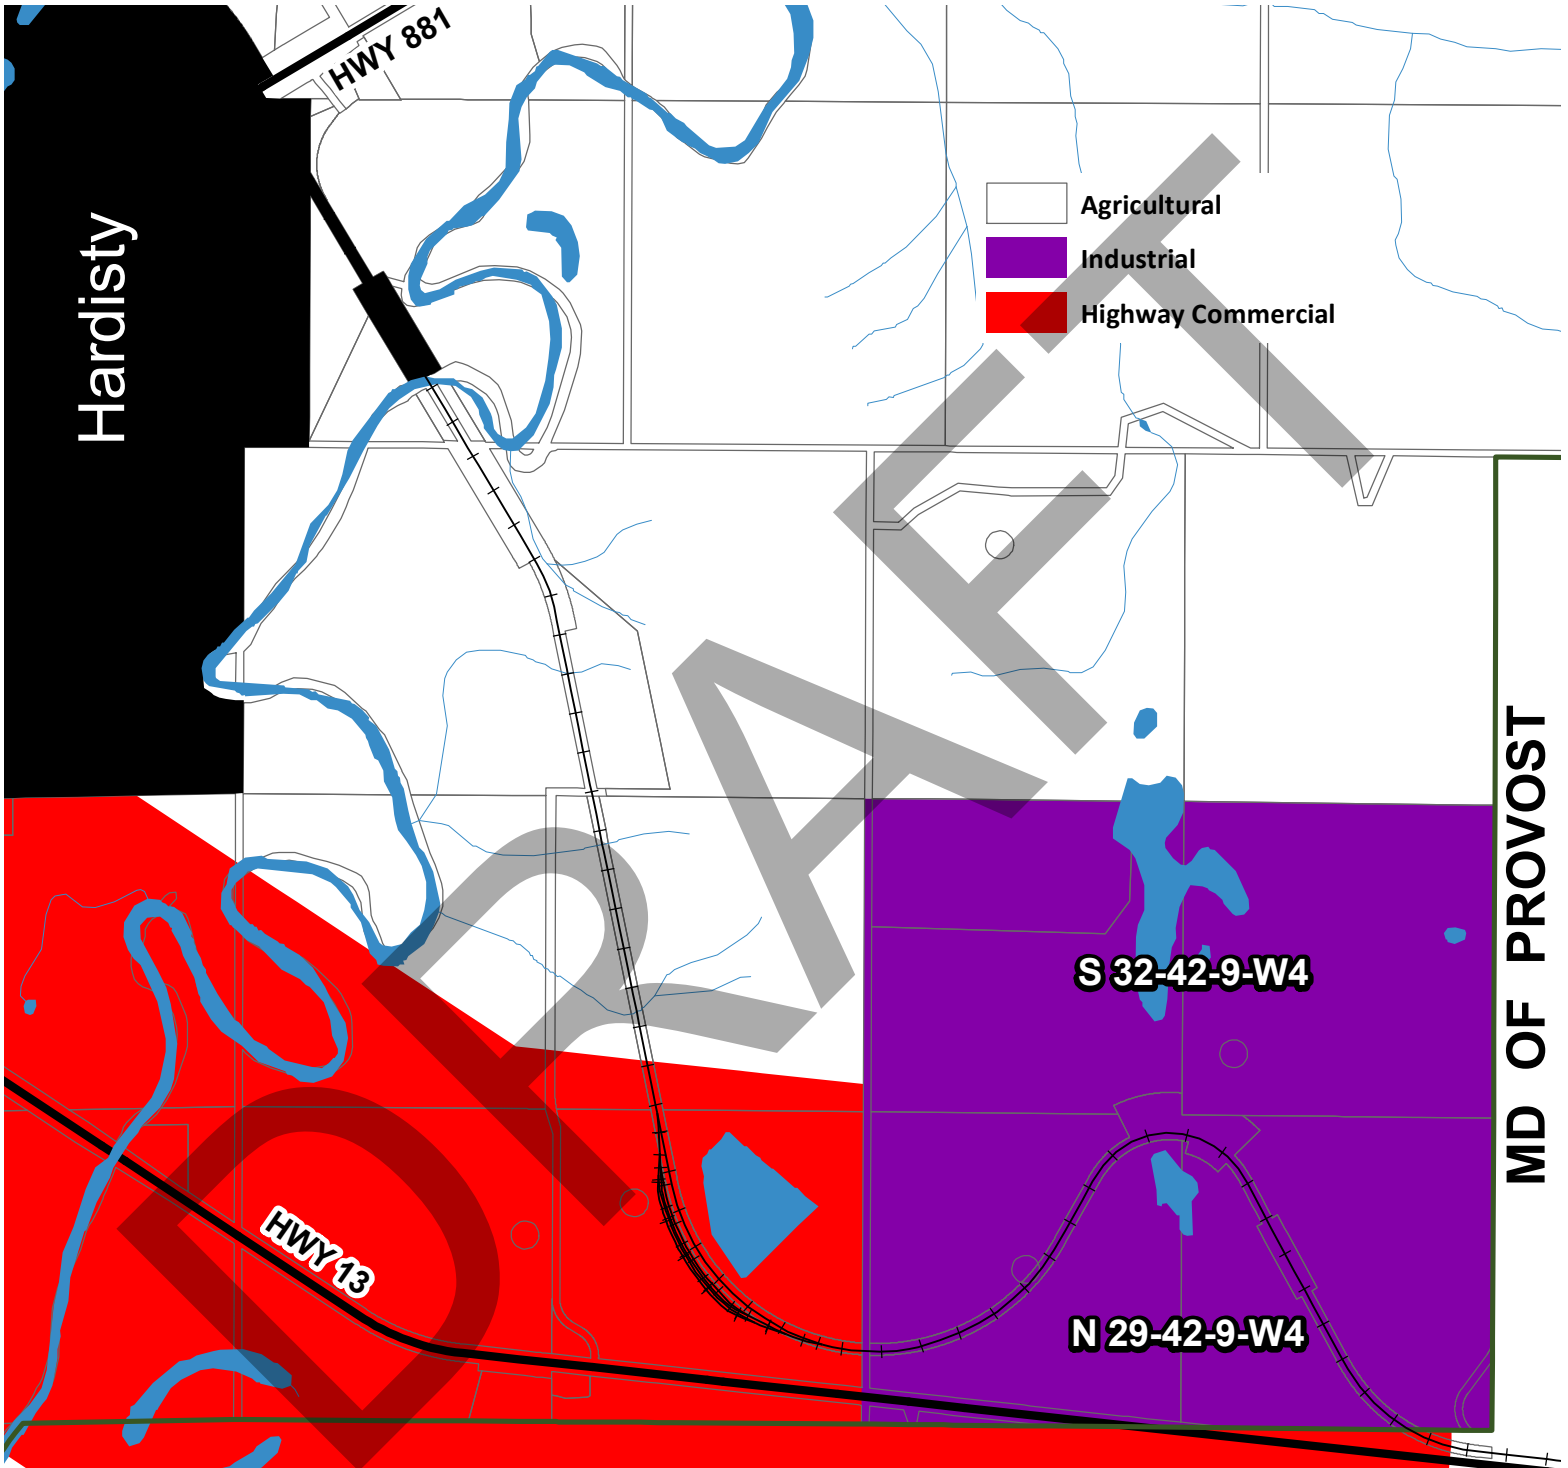 HWY 881
Hardisty
Agricultural
Industrial
Highway Commercial
DRAFT
MD OF PROVOST
S 32-42-9-W4
HWY 13
N 29-42-9-W4